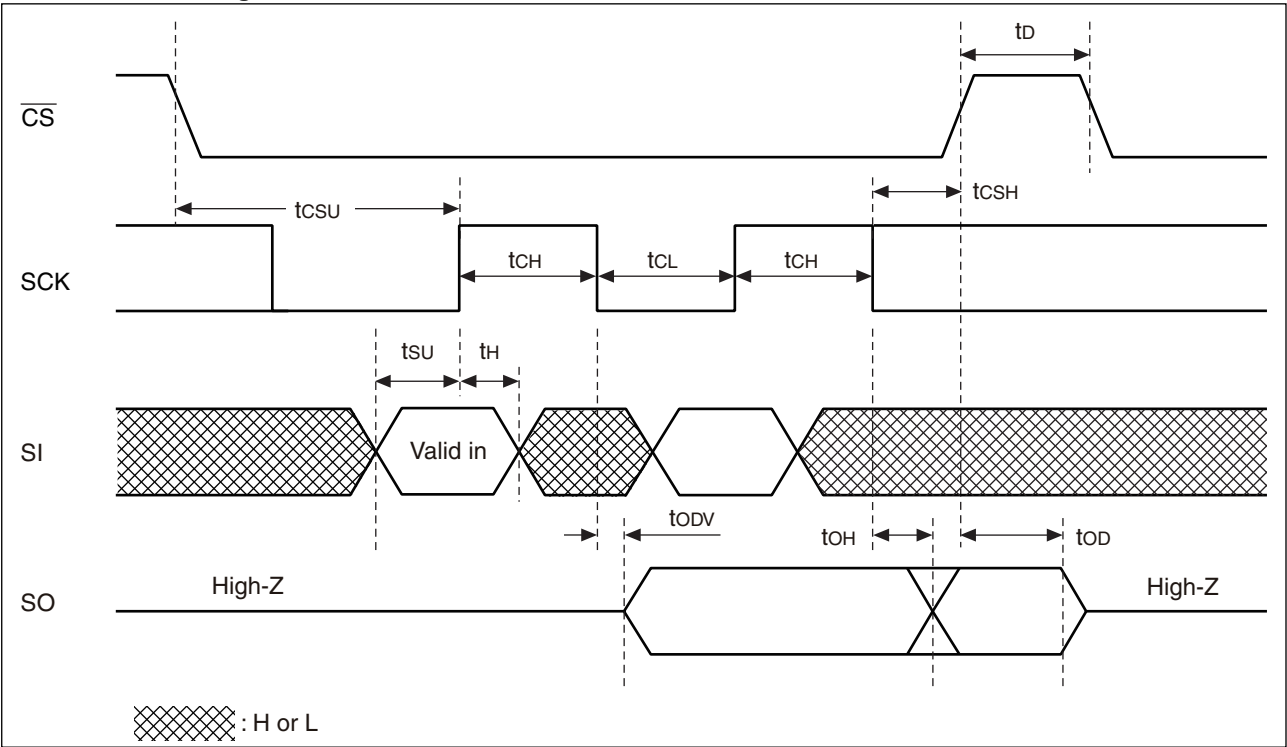 tD
CS
tCSH
tCSU
SCK
tCH
tCL
tCH
tSU
tH
SI
Valid in
tODV
tOH
tOD
SO
High-Z
High-Z
: H or L